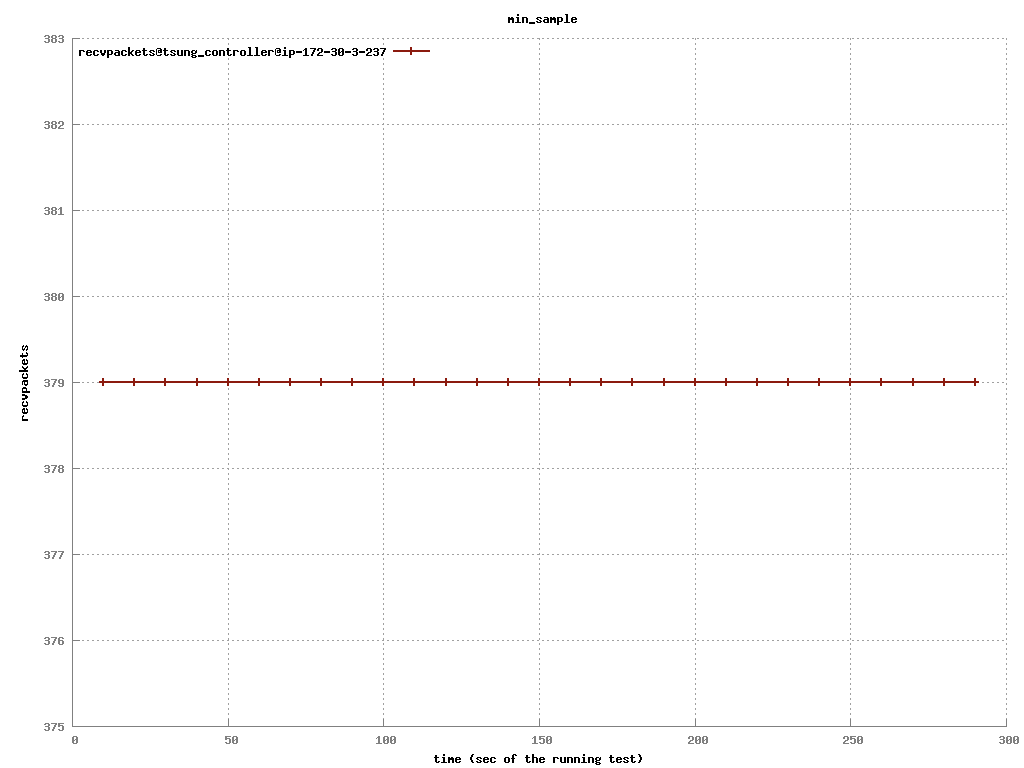 min_sample
383
recvpackets@tsung_controller@ip-172-30-3-237
382
381
380
379
378
377
376
375
recvpackets
0 50 100 150 200 250 300
time (sec of the running test)